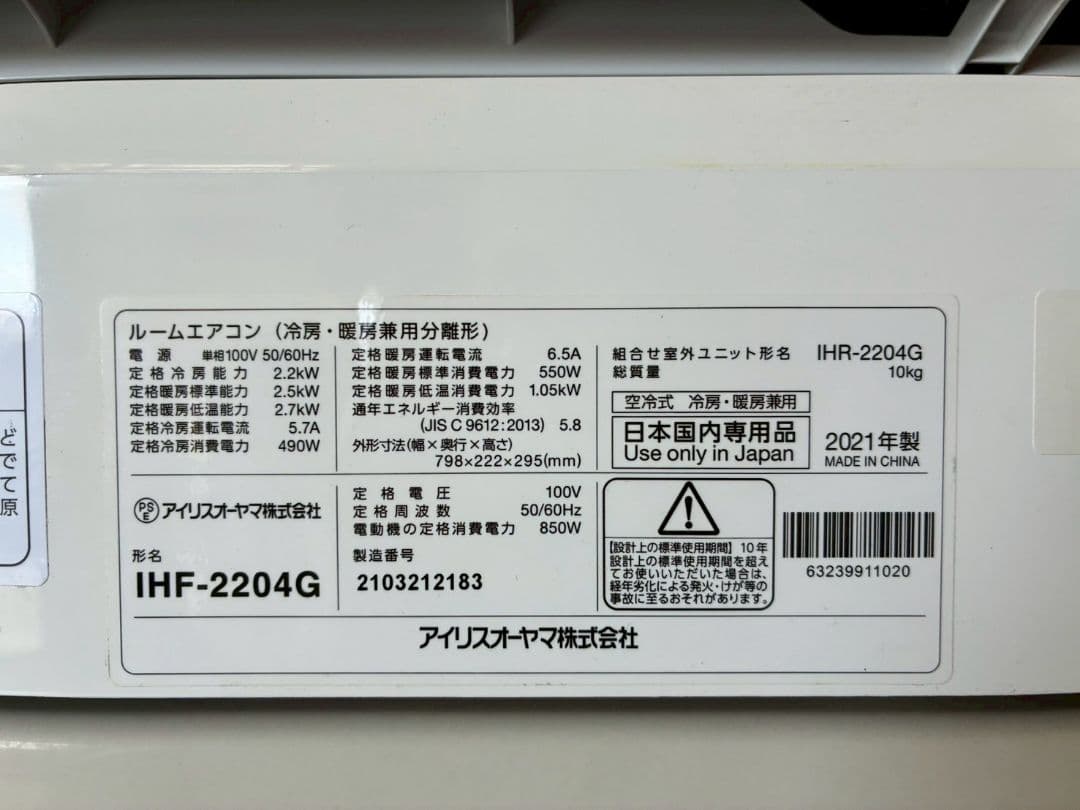 ルームエアコン（冷房・暖房兼用分離形）
電源 単相100V 50/60Hz
定格冷房能力 2.2kW
定格暖房標準能力 2.5kW
定格暖房低温能力 2.7kW
定格冷房運転電流 5.7A
定格冷房消費電力 490W
定格暖房運転電流 6.5A
定格暖房標準消費電力 550W
定格暖房低温消費電力 1.05kW
通年エネルギー消費効率
(JIS C 9612:2013) 5.8
外形寸法(幅×奥行×高さ)
798×222×295(mm)
組合せ室外ユニット形名 IHR-2204G
総質量 10kg
空冷式 冷房・暖房兼用
日本国内専用品
Use only in Japan
2021年製
MADE IN CHINA
PSE アイリスオーヤマ株式会社
形名
IHF-2204G
定格電圧 100V
定格周波数 50/60Hz
電動機の定格消費電力 850W
製造番号
2103212183
【設計上の標準使用期間】10年
設計上の標準使用期間を超え
てお使いいただいた場合は、
経年劣化による発火・けが等の
事故に至るおそれがあります。
63239911020
アイリスオーヤマ株式会社
どでて原